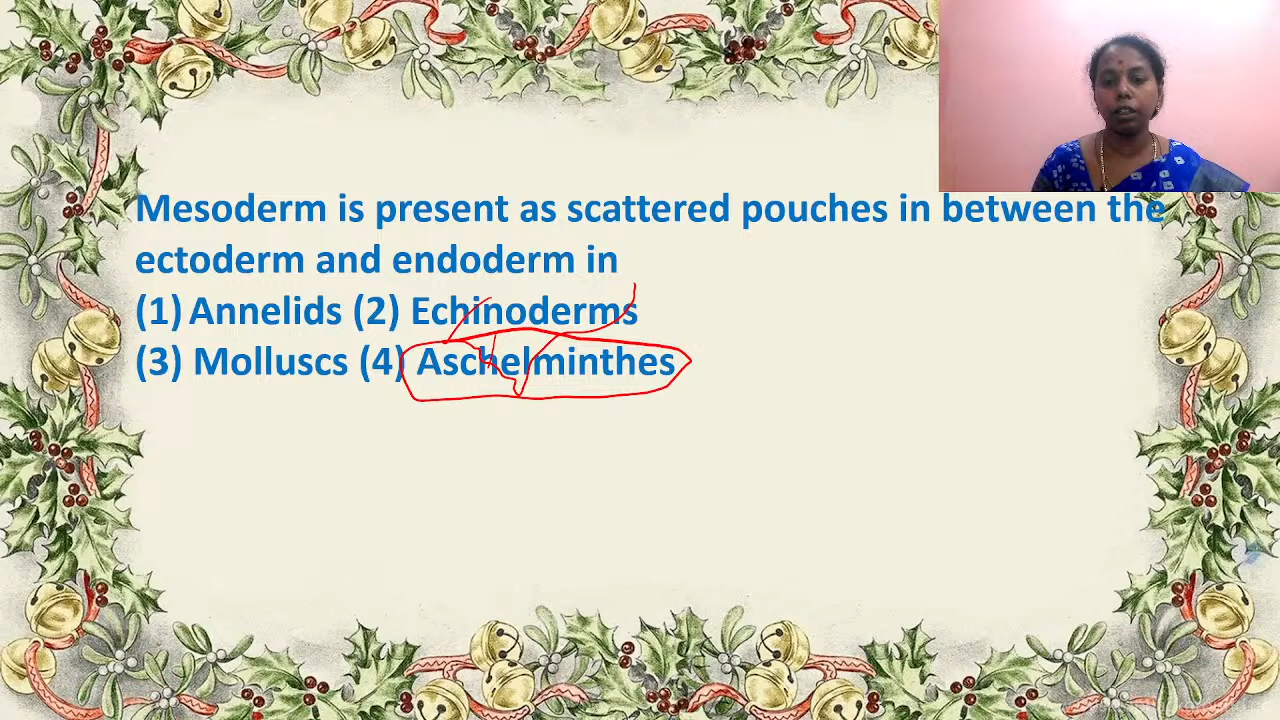 Mesoderm is present as scattered pouches in between the
ectoderm and endoderm in
(1) Annelids (2) Echinoderms
(3) Molluscs (4) Aschelminthes